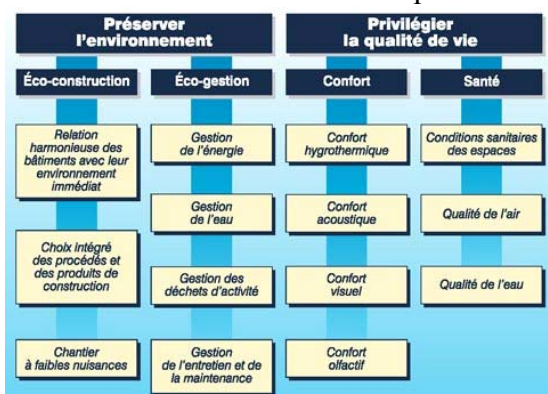 Préserver
l'environnement
Privilégier
la qualité de vie
Éco-construction
Éco-gestion
Confort
Santé
Relation
harmonieuse des
bâtiments avec leur
environnement
immédiat
Choix intégré
des procédés et
des produits de
construction
Chantier
à faibles nuisances
Gestion
de l'énergie
Gestion
de l'eau
Gestion des
déchets d'activité
Gestion
de l'entretien et de
la maintenance
Confort
hygrothermique
Confort
acoustique
Confort
visuel
Confort
olfactif
Conditions sanitaires
des espaces
Qualité de l'air
Qualité de l'eau